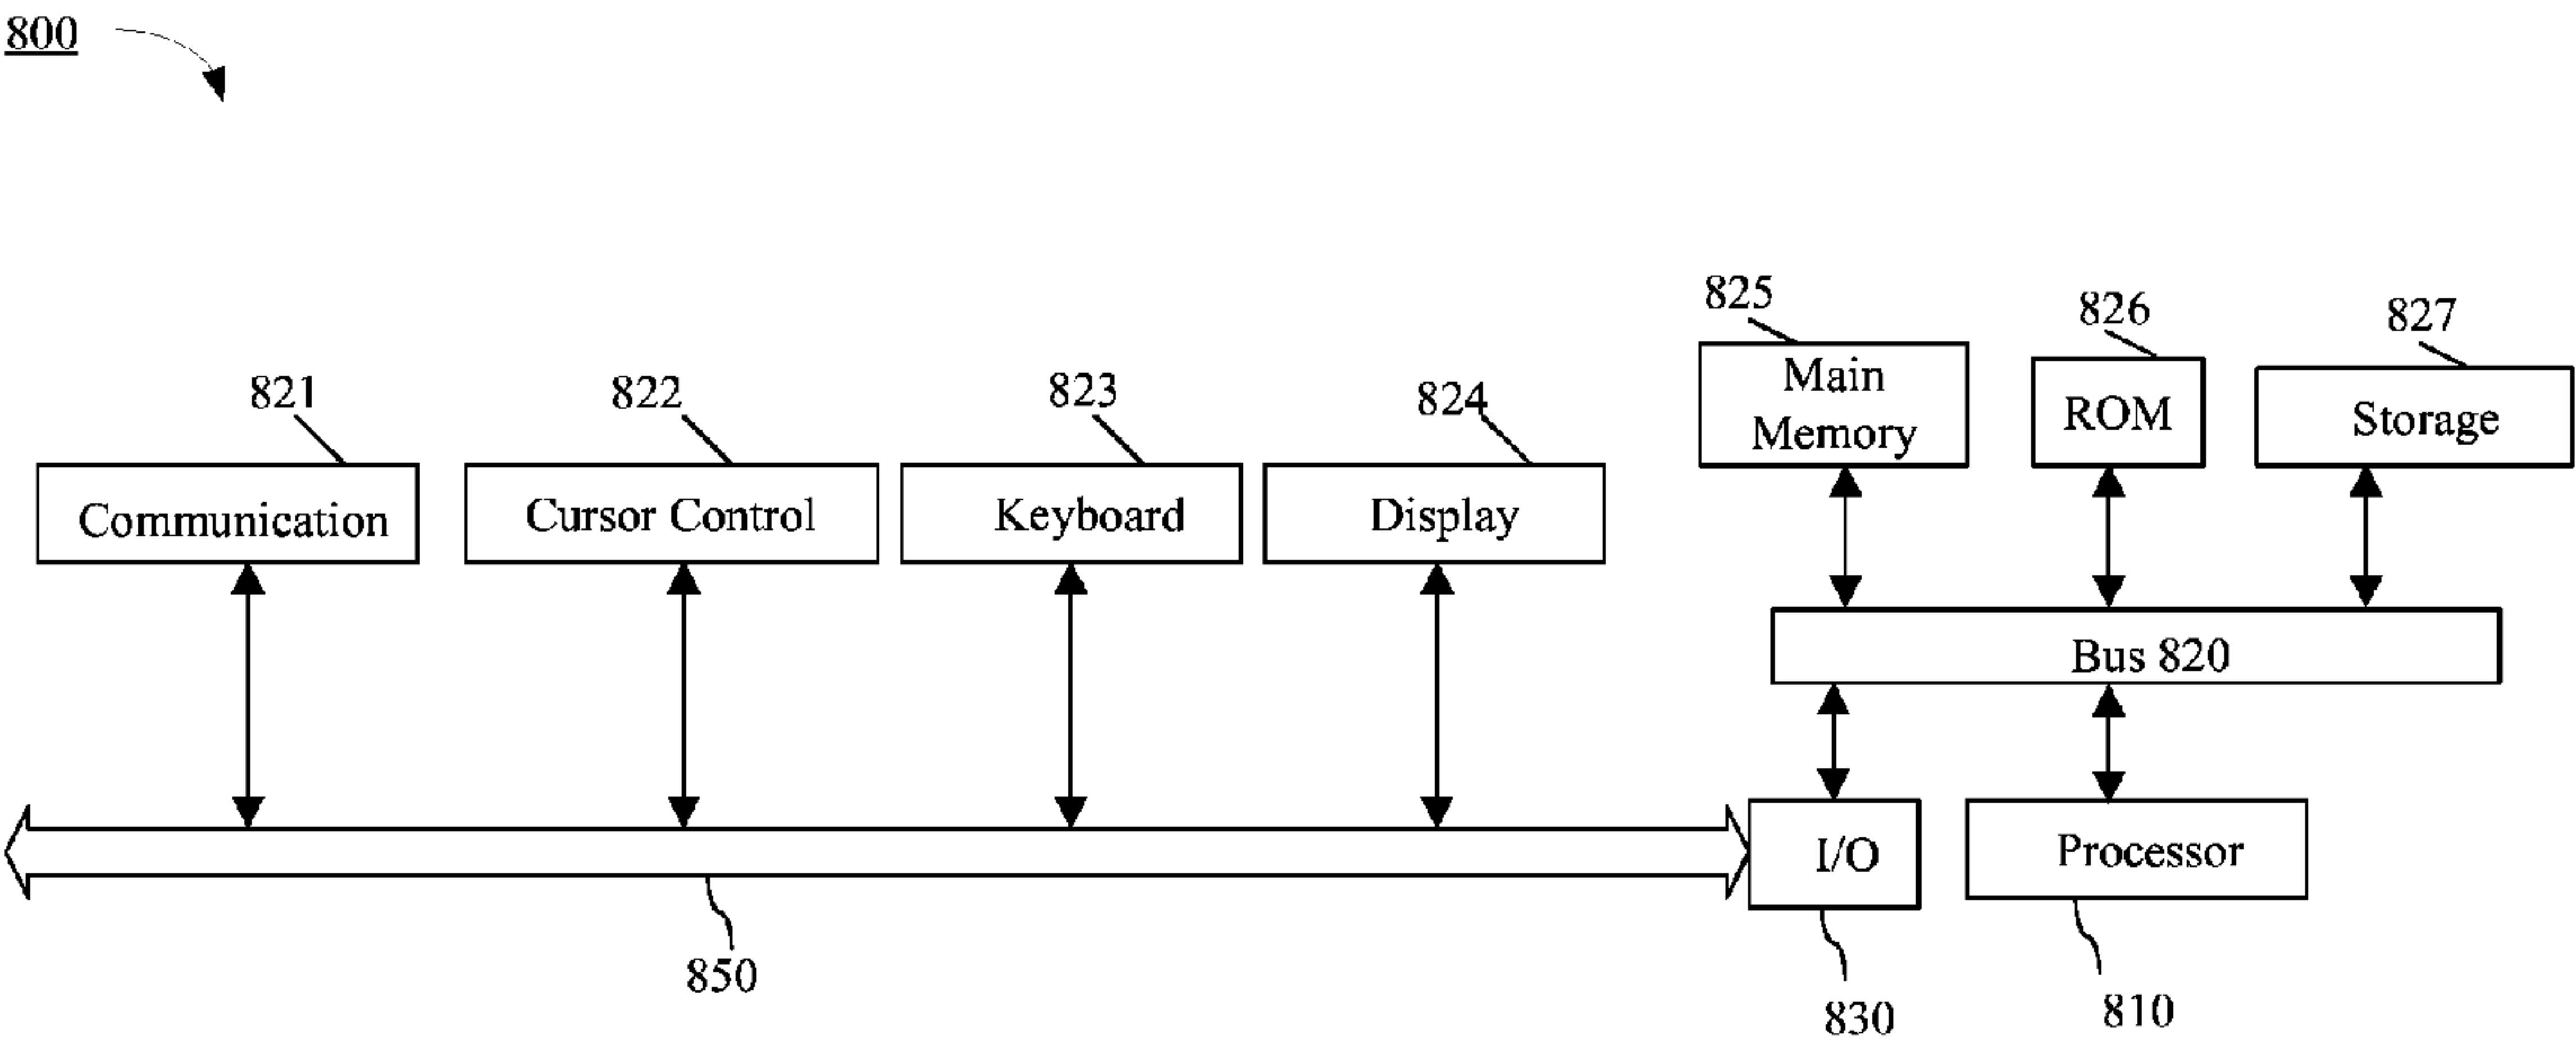 800
825
826
827
Main
Memory
ROM
Storage
821
822
823
824
Communication
Cursor Control
Keyboard
Display
Bus 820
I/O
Processor
850
830
810